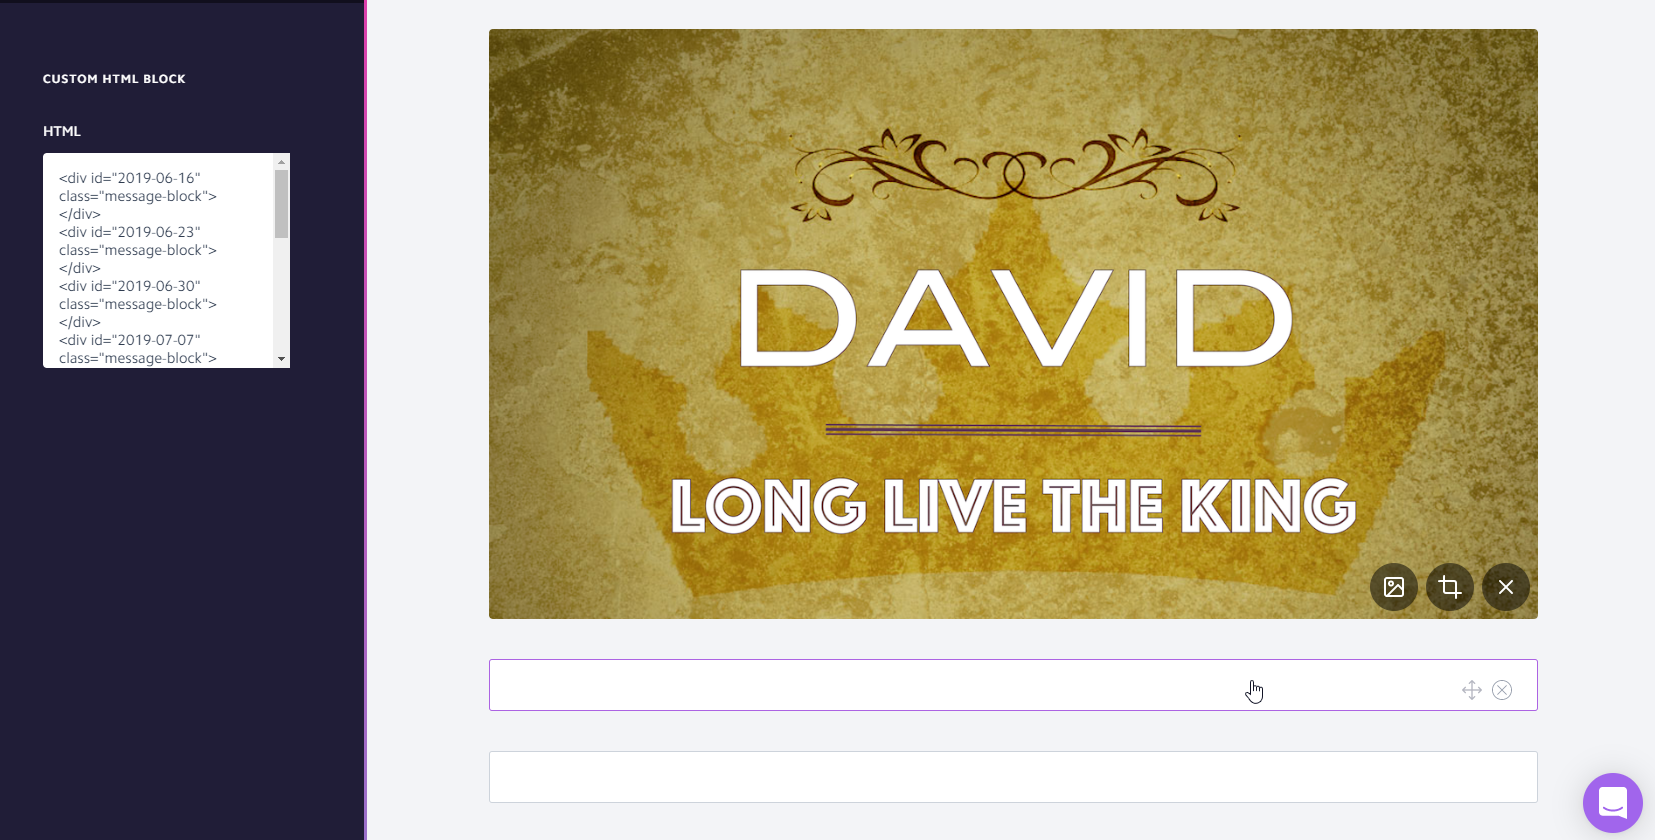 CUSTOM HTML BLOCK
HTML
<div id="2019-06-16"
class="message-block">
</div>
<div id="2019-06-23"
class="message-block">
</div>
<div id="2019-06-30"
class="message-block">
</div>
<div id="2019-07-07"
class="message-block">
DAVID
LONG LIVE THE KING